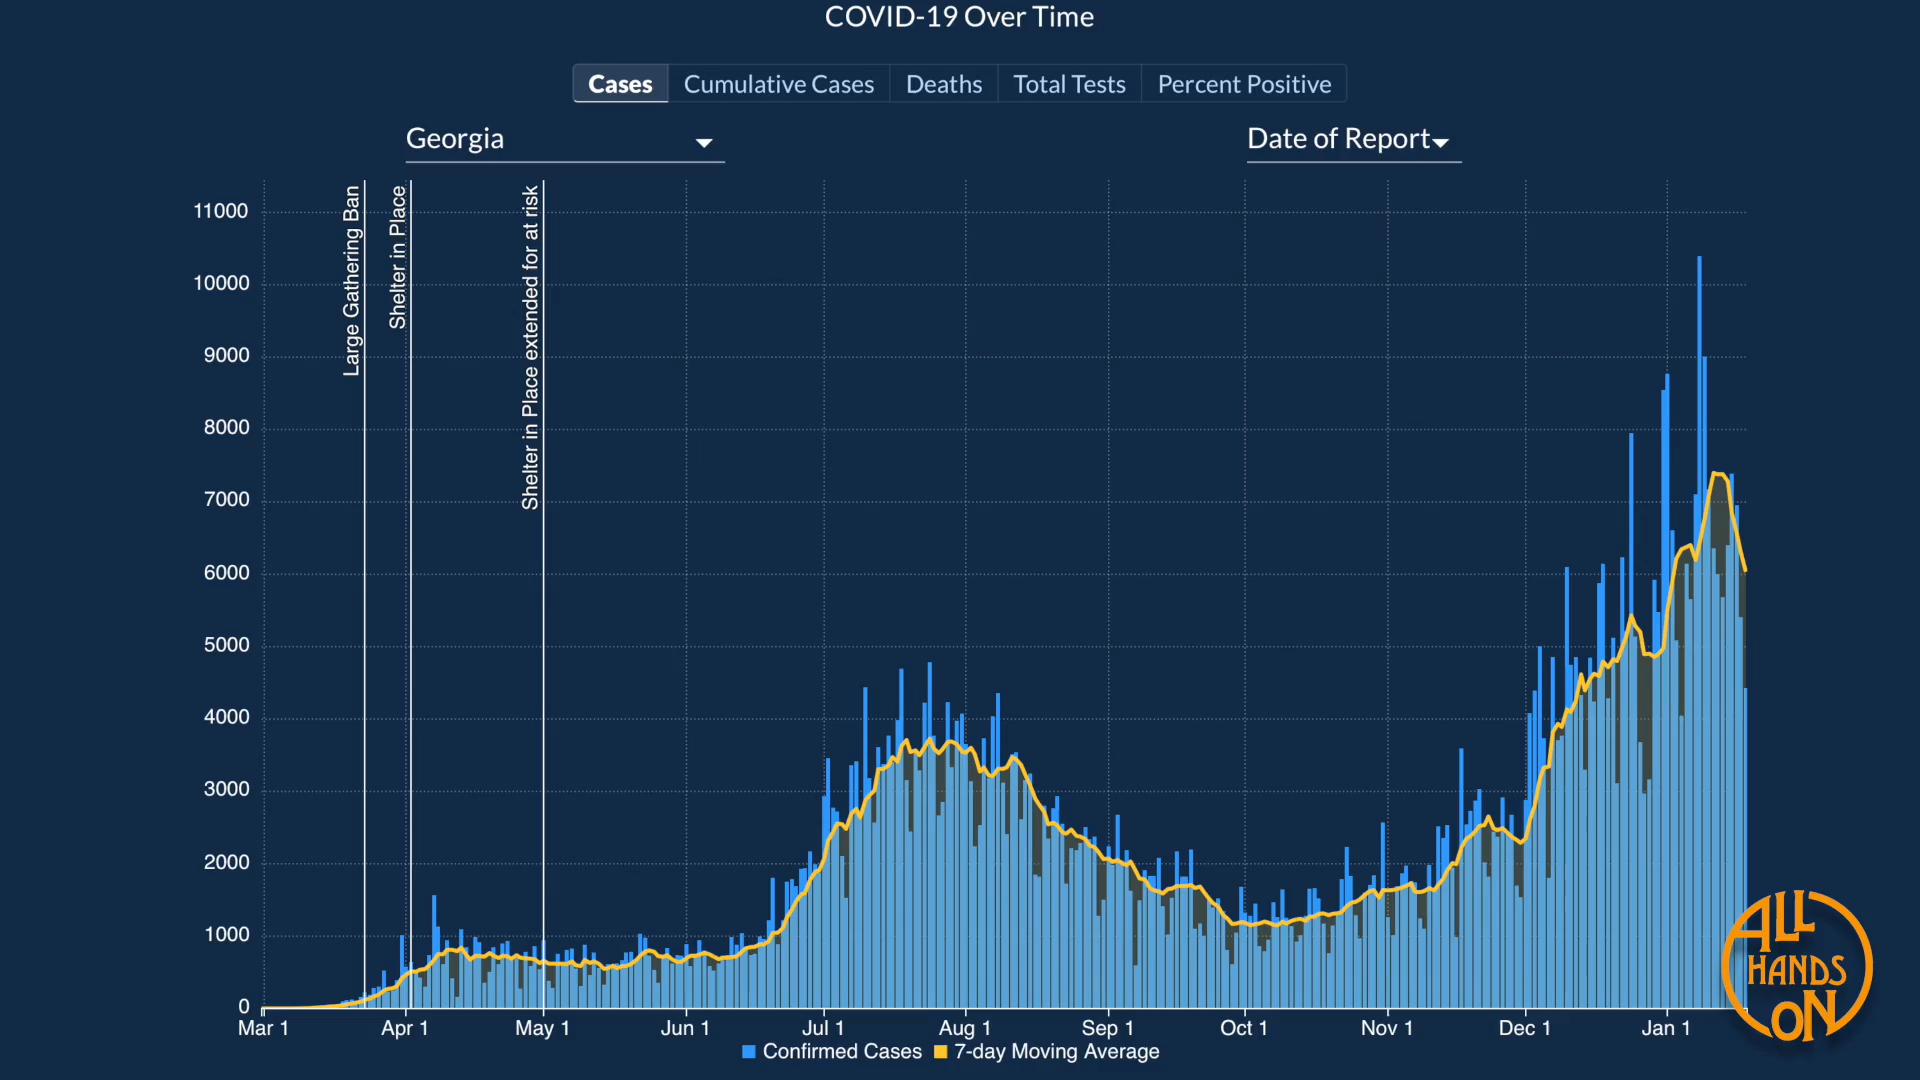 COVID-19 Over Time
Cases Cumulative Cases Deaths Total Tests Percent Positive
Georgia
Date of Report
Large Gathering Ban
Shelter in Place
Shelter in Place extended for at risk
11000
10000
9000
8000
7000
6000
5000
4000
3000
2000
1000
0
Mar 1 Apr 1 May 1 Jun 1 Jul 1 Aug 1 Sep 1 Oct 1 Nov 1 Dec 1 Jan 1
Confirmed Cases 7-day Moving Average
ALL
HANDS
ON